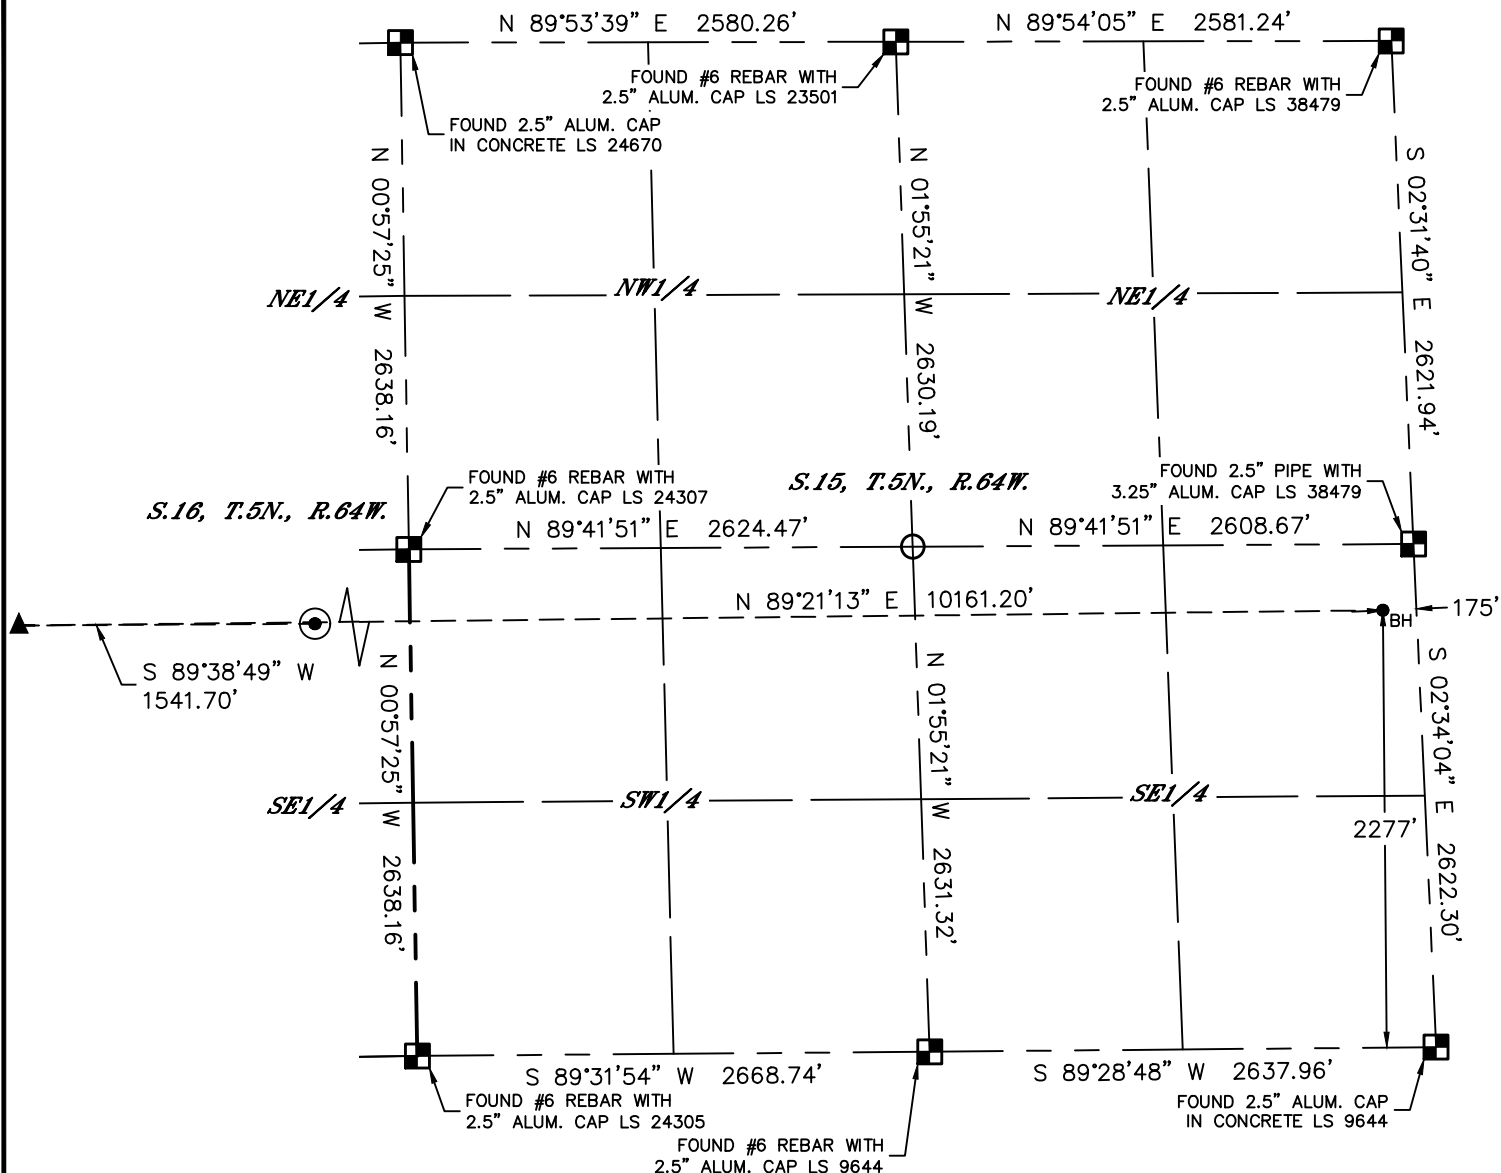 N 89°53'39" E 2580.26'
N 89°54'05" E 2581.24'
FOUND #6 REBAR WITH
2.5" ALUM. CAP LS 23501
FOUND #6 REBAR WITH
2.5" ALUM. CAP LS 38479
FOUND 2.5" ALUM. CAP
IN CONCRETE LS 24670
N 00°57'25" W 2638.16'
N 01°55'21" W 2630.19'
S 02°31'40" E 2621.94'
NE1/4
NW1/4
NE1/4
FOUND #6 REBAR WITH
2.5" ALUM. CAP LS 24307
S.15, T.5N., R.64W.
FOUND 2.5" PIPE WITH
3.25" ALUM. CAP LS 38479
S.16, T.5N., R.64W.
N 89°41'51" E 2624.47'
N 89°41'51" E 2608.67'
N 89°21'13" E 10161.20'
BH
175'
S 89°38'49" W
1541.70'
N 00°57'25" W 2638.16'
N 01°55'21" W 2631.32'
S 02°34'04" E 2622.30'
SE1/4
SW1/4
SE1/4
2277'
S 89°31'54" W 2668.74'
S 89°28'48" W 2637.96'
FOUND #6 REBAR WITH
2.5" ALUM. CAP LS 24305
FOUND 2.5" ALUM. CAP
IN CONCRETE LS 9644
FOUND #6 REBAR WITH
2.5" ALUM. CAP LS 9644